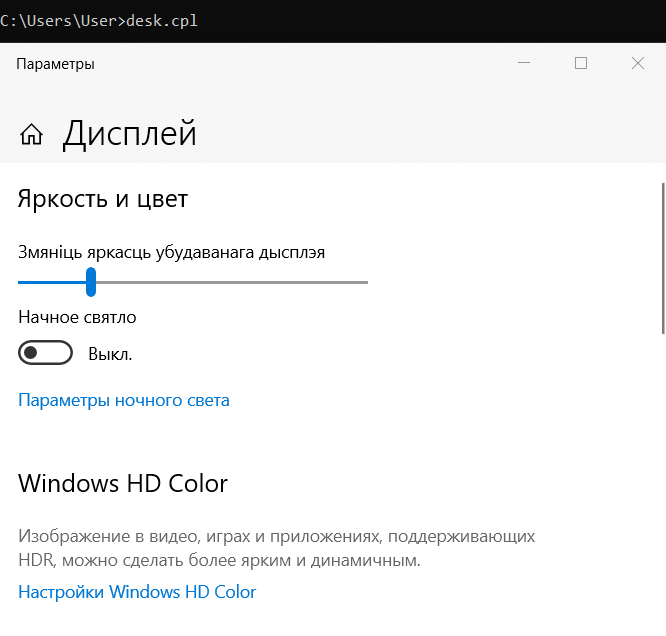 C:\Users\User>desk.cpl
Параметры
Дисплей
Яркость и цвет
Змяніць яркасць убудаванага дысплэя
Начное святло
Выкл.
Параметры ночного света
Windows HD Color
Изображение в видео, играх и приложениях, поддерживающих
HDR, можно сделать более ярким и динамичным.
Настройки Windows HD Color